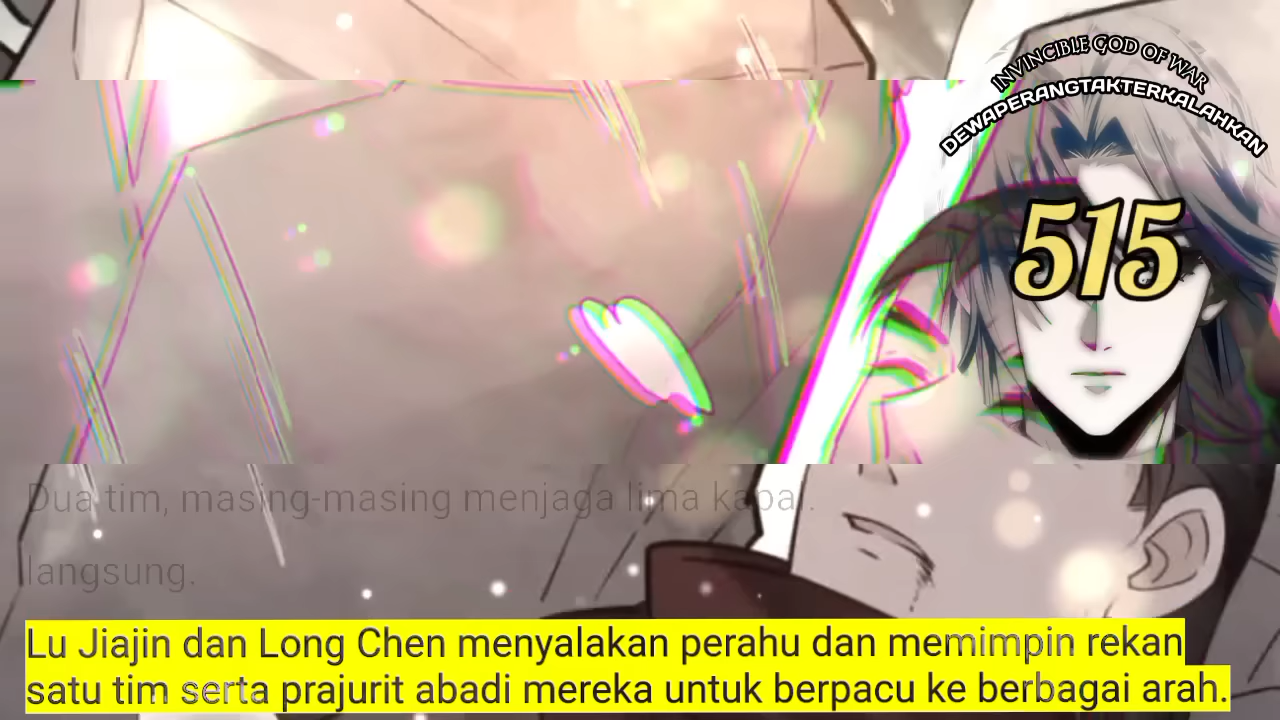 INVINCIBLE GOD OF WAR
DEWAPERANGTAKTERKALAHKAN
515
Dua tim, masing-masing menjaga lima kapal.
langsung.
Lu Jiajin dan Long Chen menyalakan perahu dan memimpin rekan
satu tim serta prajurit abadi mereka untuk berpacu ke berbagai arah.